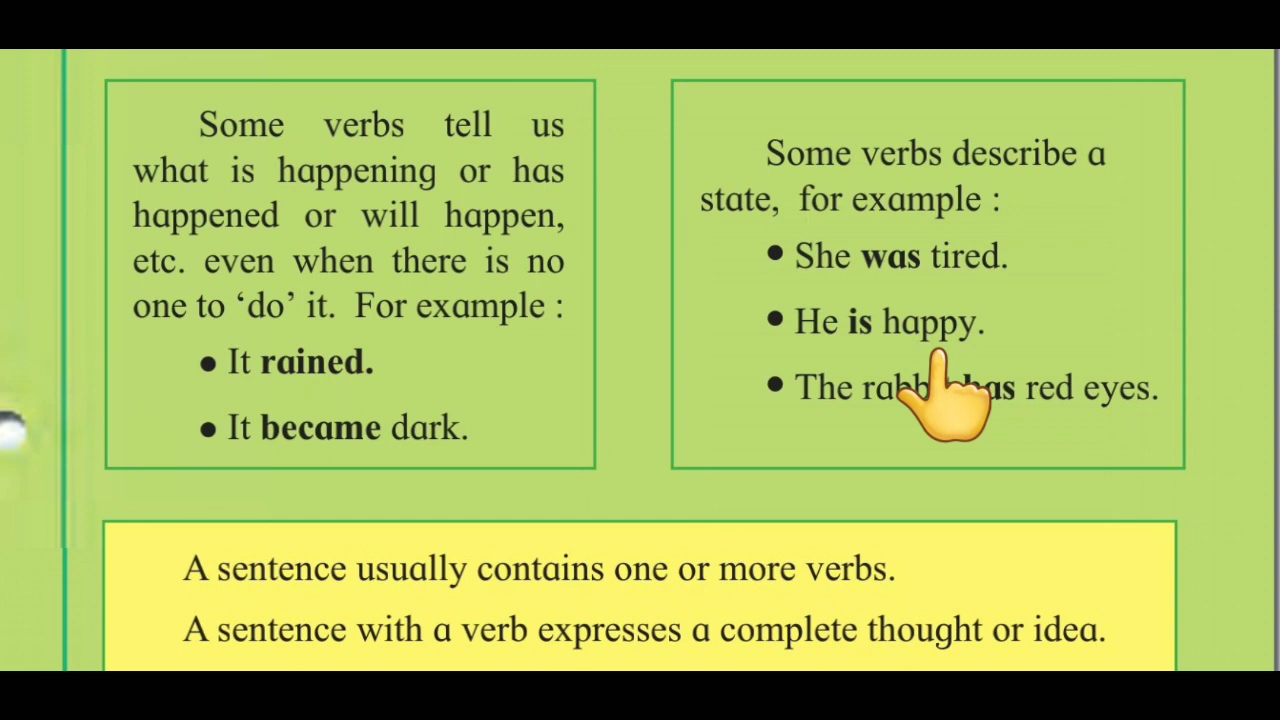 Some verbs tell us
what is happening or has
happened or will happen,
etc. even when there is no
one to ‘do’ it. For example :
● It rained.
● It became dark.
Some verbs describe a
state, for example :
● She was tired.
● He is happy.
● The has red eyes.
A sentence usually contains one or more verbs.
A sentence with a verb expresses a complete thought or idea.